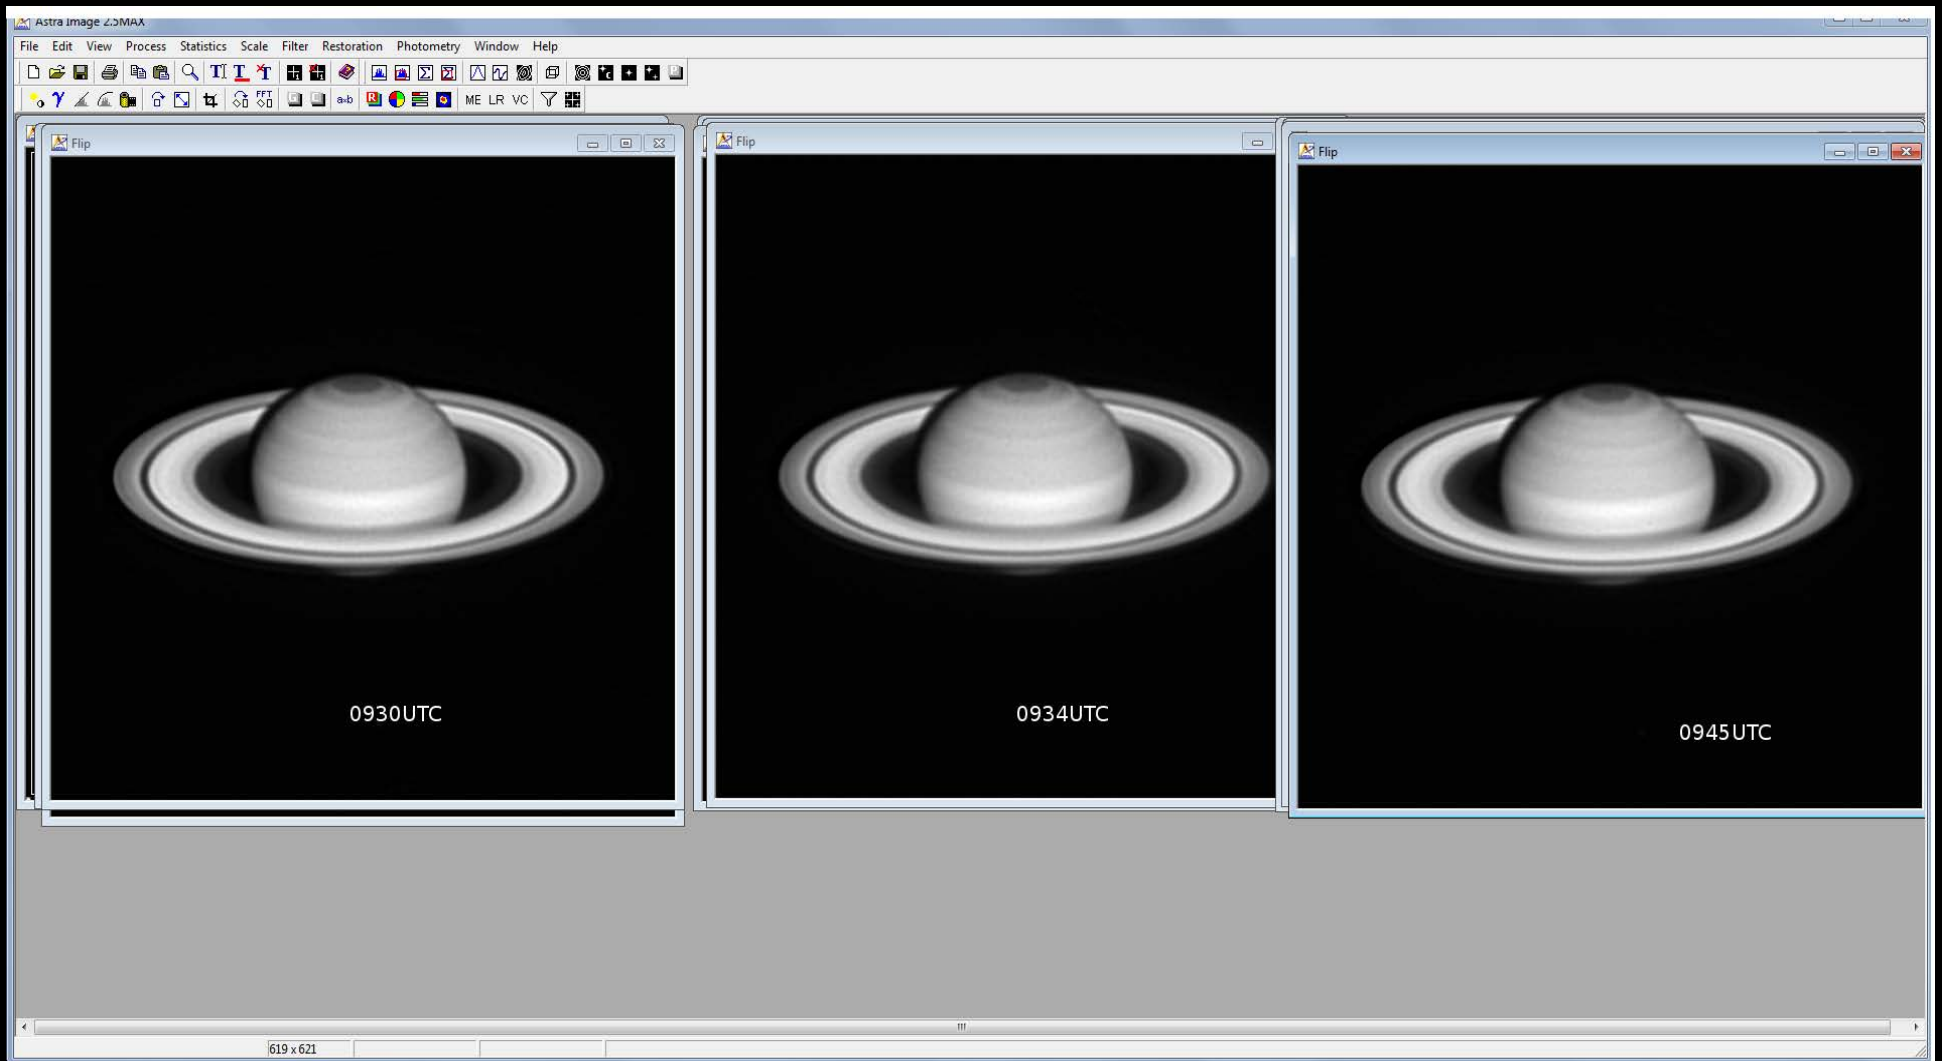 Astra Image 2.5MAX
File Edit View Process Statistics Scale Filter Restoration Photometry Window Help
FFT
a=b R ME LR VC
Flip
Flip
Flip
0930UTC
0934UTC
0945UTC
619 x 621